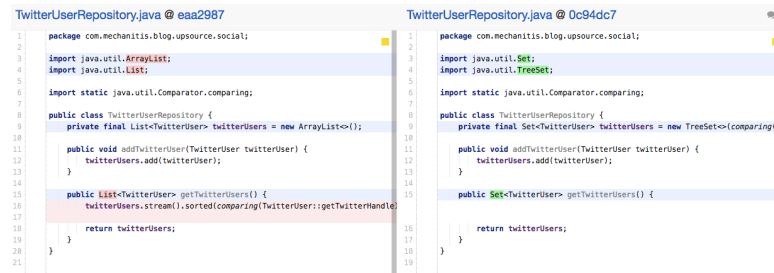 TwitterUserRepository.java @ eaa2987
1 package com.mechanitis.blog.upsource.social;
2
3 import java.util.ArrayList;
4 import java.util.List;
5
6 import static java.util.Comparator.comparing;
7
8 public class TwitterUserRepository {
9 private final List<TwitterUser> twitterUsers = new ArrayList<>();
10
11 public void addTwitterUser(TwitterUser twitterUser) {
12 twitterUsers.add(twitterUser);
13 }
14
15 public List<TwitterUser> getTwitterUsers() {
16 twitterUsers.stream().sorted(comparing(TwitterUser::getTwitterHandle)
17
18 return twitterUsers;
19 }
20 }
21
TwitterUserRepository.java @ 0c94dc7
1 package com.mechanitis.blog.upsource.social;
2
3 import java.util.Set;
4 import java.util.TreeSet;
5
6 import static java.util.Comparator.comparing;
7
8 public class TwitterUserRepository {
9 private final Set<TwitterUser> twitterUsers = new TreeSet<>(comparing(
10
11 public void addTwitterUser(TwitterUser twitterUser) {
12 twitterUsers.add(twitterUser);
13 }
14
15 public Set<TwitterUser> getTwitterUsers() {
16 return twitterUsers;
17 }
18 }
19